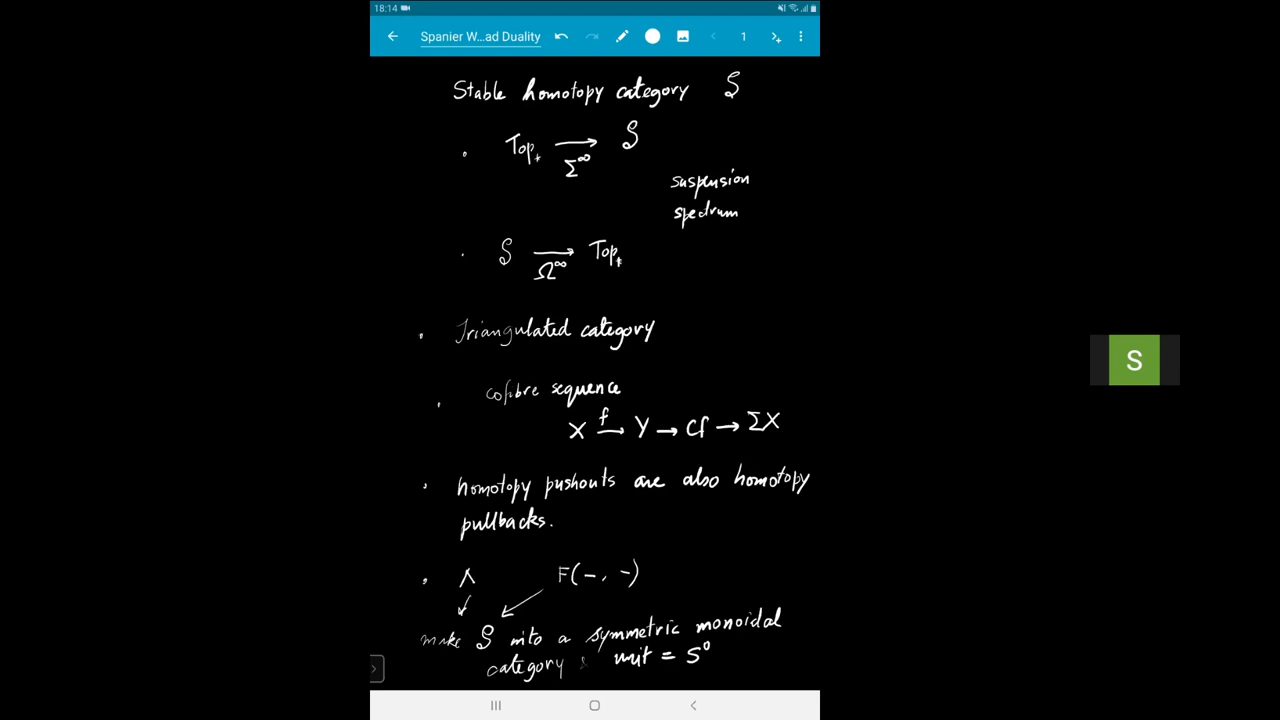 18:14
Spanier W...ad Duality
1
Stable homotopy category S
Top* → S
Σ^∞
suspension
spectrum
S → Top*
Ω^∞
Triangulated category
cofibre sequence
X →^f Y → Cf → ΣX
homotopy pushouts are also homotopy
pullbacks.
∧ F(-, -)
make S into a symmetric monoidal
category unit = S⁰
S